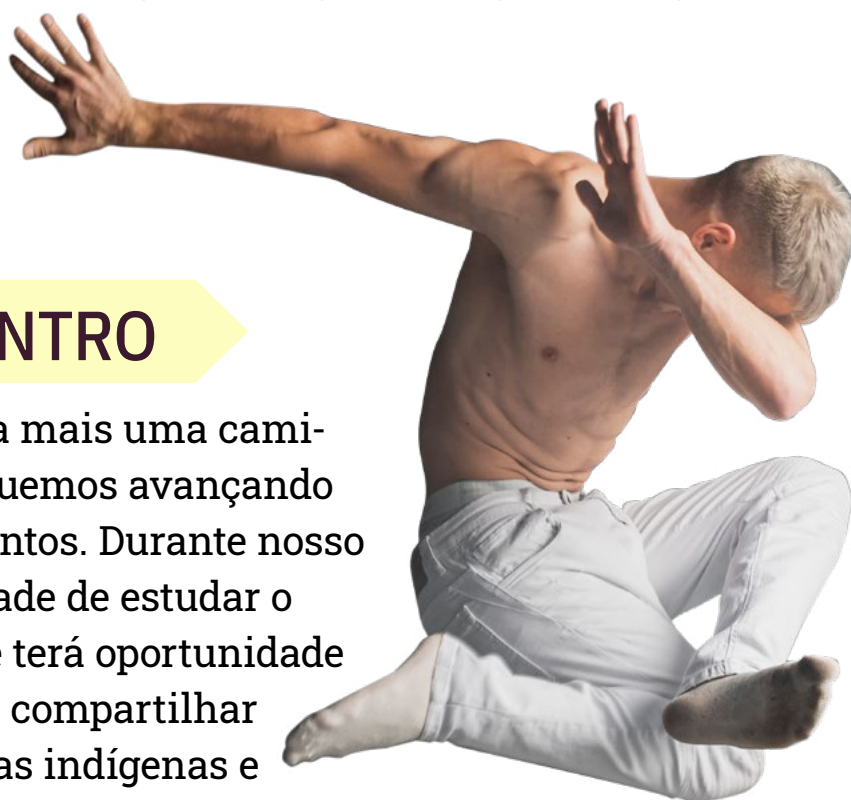 NTRO
a mais uma cami-
uemos avançando
ntos. Durante nosso
ade de estudar o
terá oportunidade
compartilhar
as indígenas e